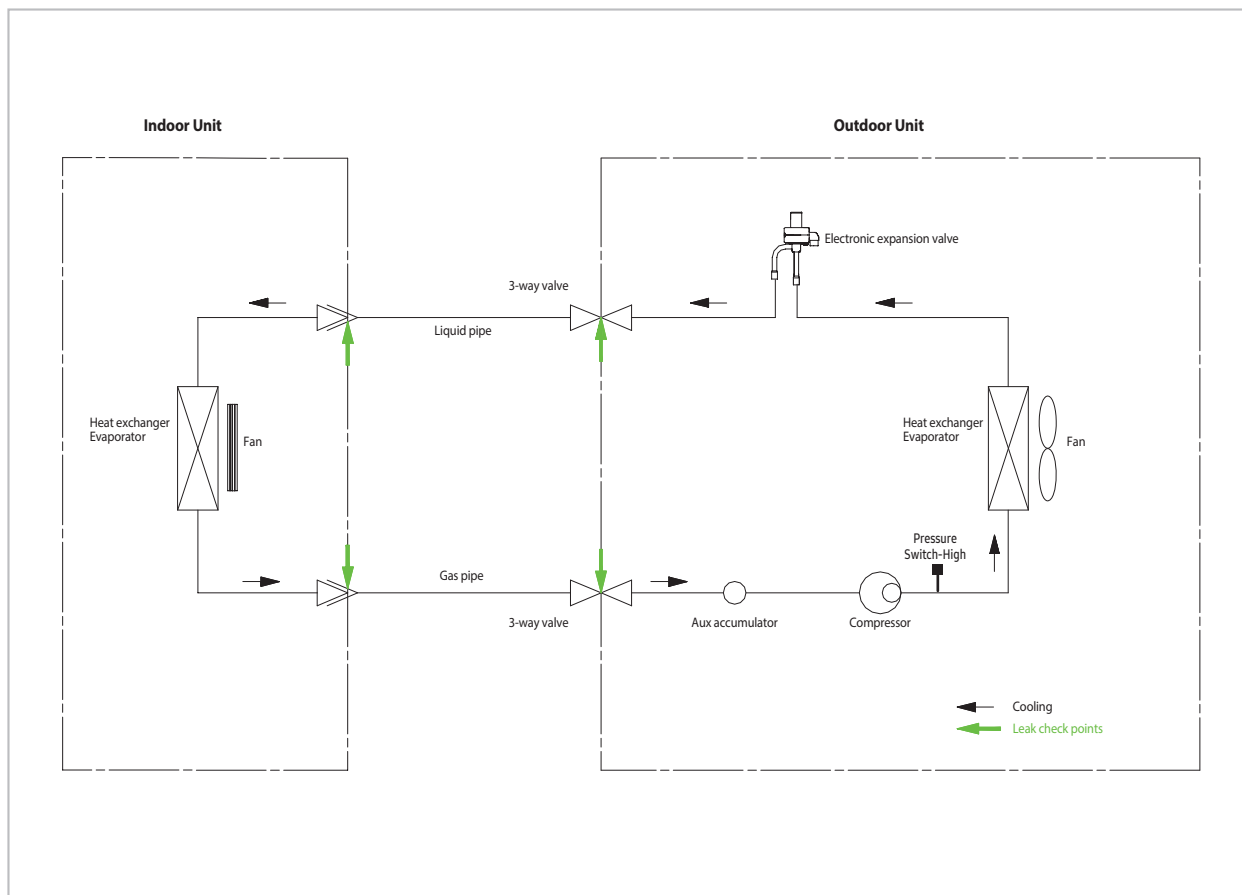 Indoor Unit
Outdoor Unit
Electronic expansion valve
3-way valve
Liquid pipe
Heat exchanger
Evaporator
Fan
Heat exchanger
Evaporator
Fan
Pressure
Switch-High
Gas pipe
3-way valve
Aux accumulator
Compressor
Cooling
Leak check points